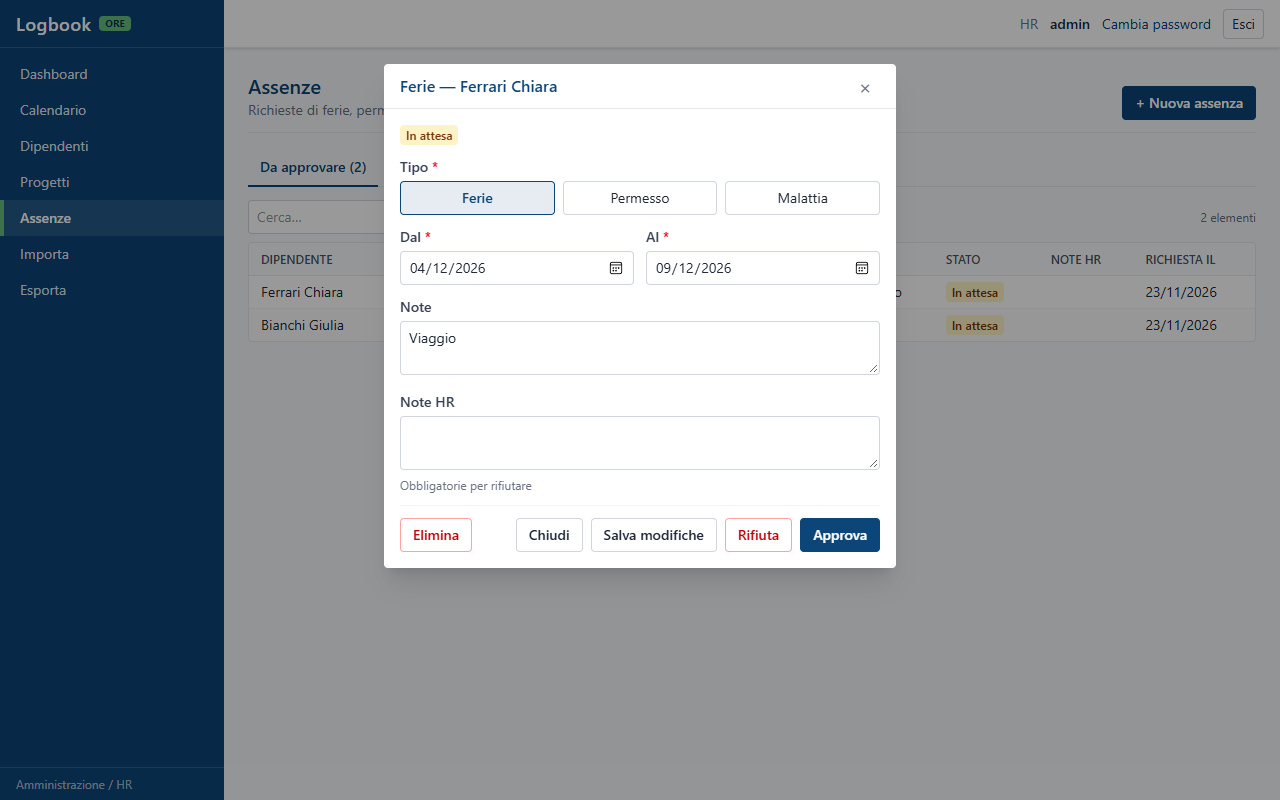 Logbook ORE
HR admin Cambia password Esci
Dashboard
Calendario
Dipendenti
Progetti
Assenze
Importa
Esporta
Amministrazione / HR
Assenze
Richieste di ferie,
+ Nuova assenza
Da approvare (2)
Cerca...
2 elementi
DIPENDENTE STATO NOTE HR RICHIESTA IL
Ferrari Chiara In attesa 23/11/2026
Bianchi Giulia In attesa 23/11/2026
Ferie — Ferrari Chiara ×
In attesa
Tipo *
Ferie Permesso Malattia
Dal * Al *
04/12/2026 09/12/2026
Note
Viaggio
Note HR
Obbligatorie per rifiutare
Elimina Chiudi Salva modifiche Rifiuta Approva